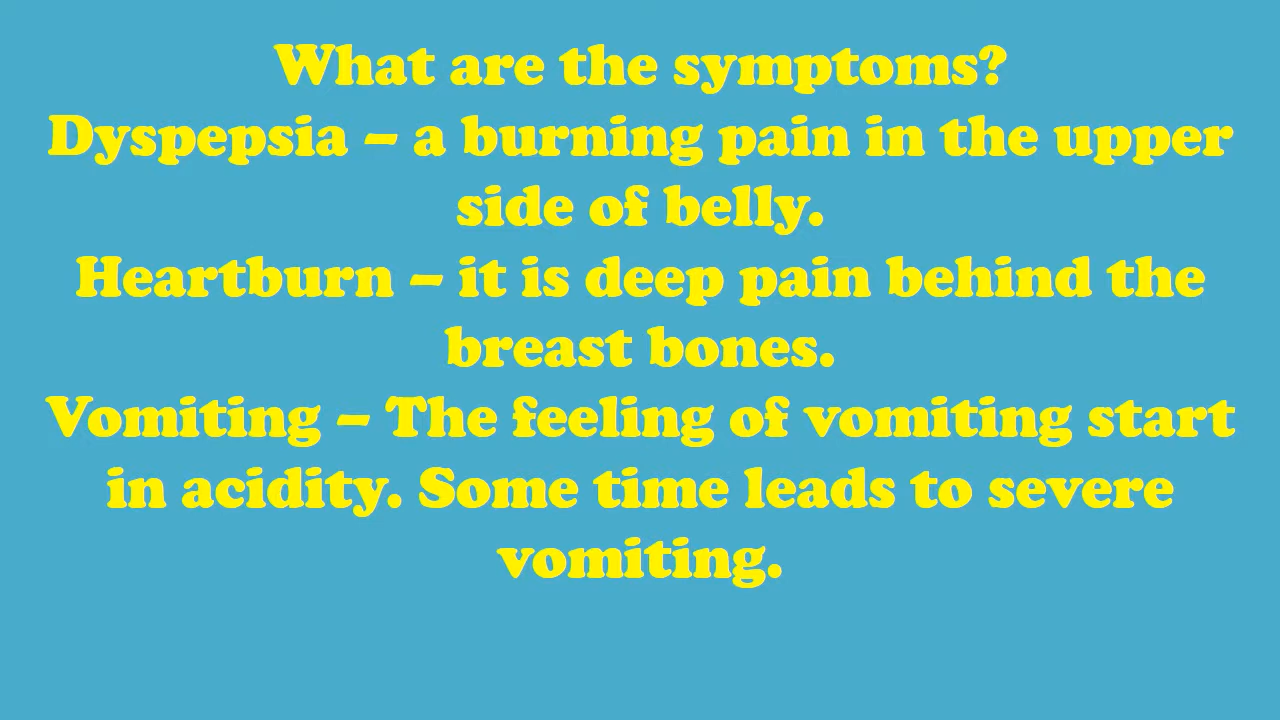 What are the symptoms?
Dyspepsia – a burning pain in the upper
side of belly.
Heartburn – it is deep pain behind the
breast bones.
Vomiting – The feeling of vomiting start
in acidity. Some time leads to severe
vomiting.